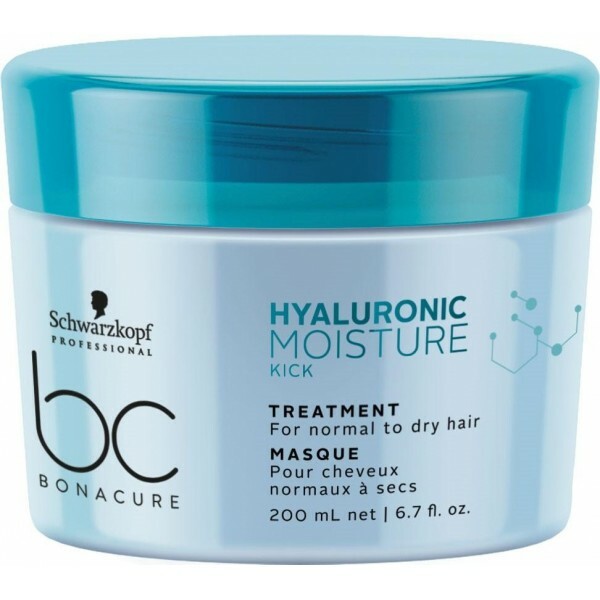 Schwarzkopf
PROFESSIONAL
bc
BONACURE
HYALURONIC
MOISTURE
KICK
TREATMENT
For normal to dry hair
MASQUE
Pour cheveux
normaux à secs
200 mL net | 6.7 fl. oz.